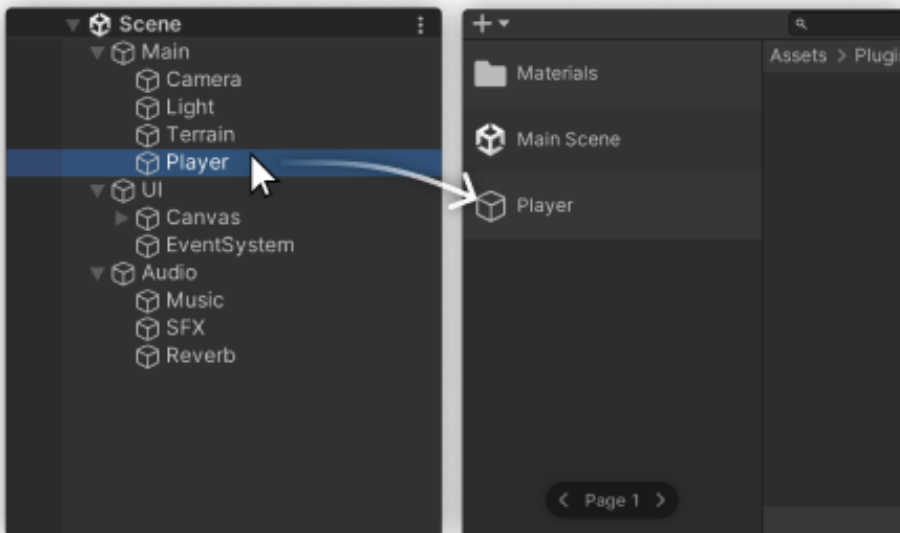 Scene
Main
Camera
Light
Terrain
Player
UI
Canvas
EventSystem
Audio
Music
SFX
Reverb
Materials
Main Scene
Player
Page 1
Assets > Plugi